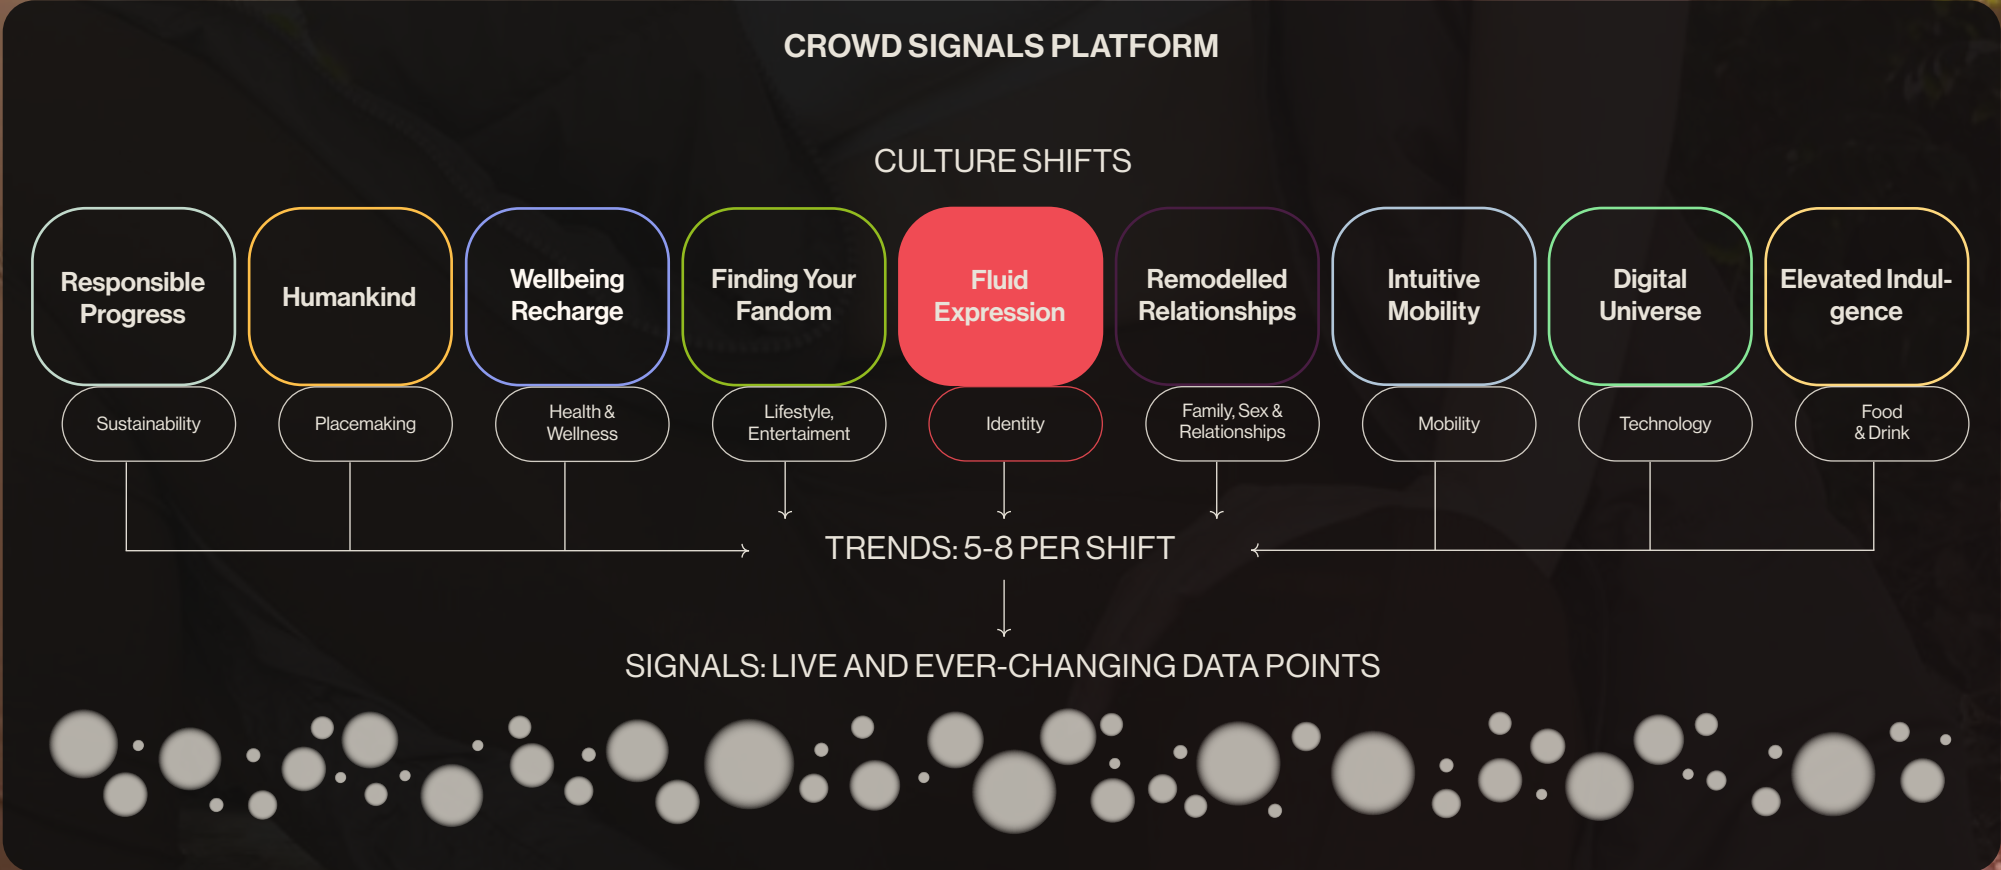 CROWD SIGNALS PLATFORM
CULTURE SHIFTS
Responsible
Progress
Humankind
Wellbeing
Recharge
Finding Your
Fandom
Fluid
Expression
Remodelled
Relationships
Intuitive
Mobility
Digital
Universe
Elevated Indul-
gence
Sustainability
Placemaking
Health &
Wellness
Lifestyle,
Entertaiment
Identity
Family, Sex &
Relationships
Mobility
Technology
Food
& Drink
TRENDS: 5-8 PER SHIFT
SIGNALS: LIVE AND EVER-CHANGING DATA POINTS